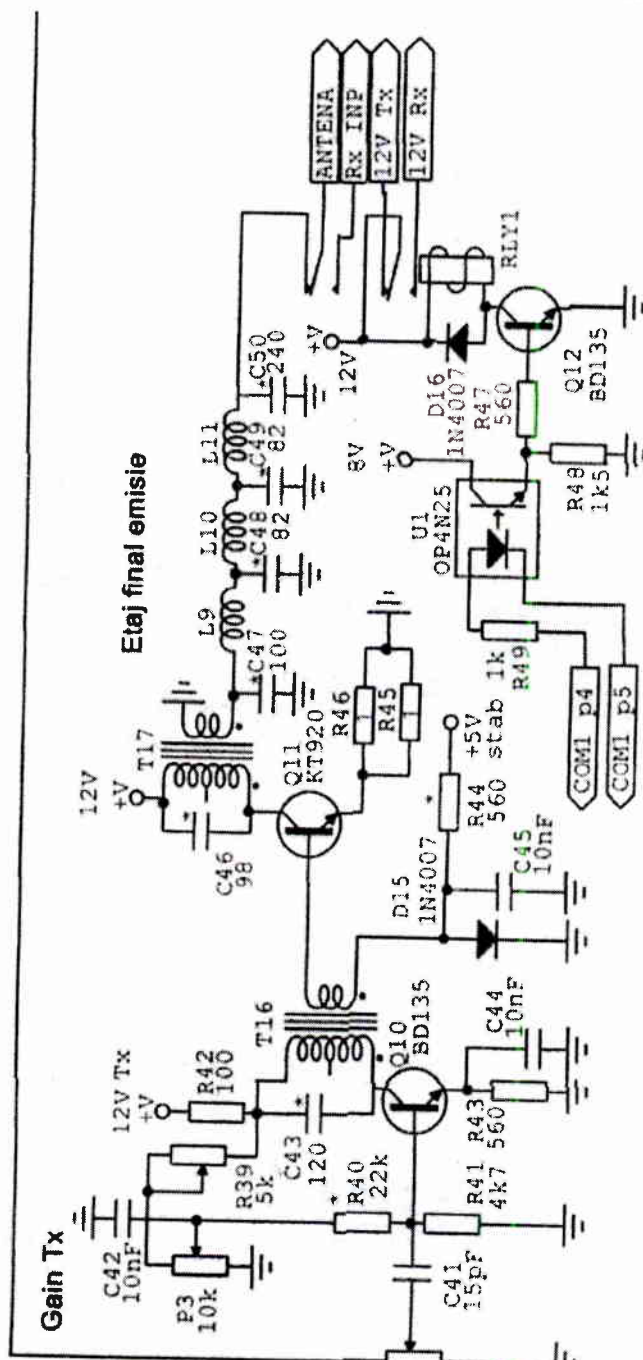 Gain Tx
C42
10nF
P3
10k
R39
5k
12V Tx
+V
R42
100
C43
120
R40
22k
C41
15pF
R41
4k7
R43
560
C44
10nF
Q10
BD135
T16
D15
1N4007
C45
10nF
R44
560
+5V
stab
12V
+V
C46
98
T17
Q11
KT920
R46
1
R45
1
Etaj final emisie
L9
C47
100
L10
C48
82
L11
C49
82
C50
240
ANTENA
Rx INP
12V Tx
12V Rx
+V
12V
RLY1
D16
1N4007
R47
560
Q12
BD135
8V
+V
U1
OP4N25
R48
1k5
1k
R49
COM1 p4
COM1 p5